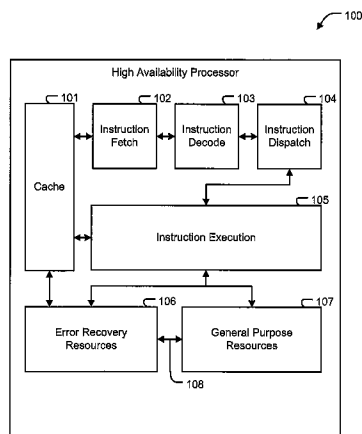 100
High Availability Processor
101
102
103
104
Cache
Instruction
Fetch
Instruction
Decode
Instruction
Dispatch
105
Instruction Execution
106
107
Error Recovery
Resources
General Purpose
Resources
108